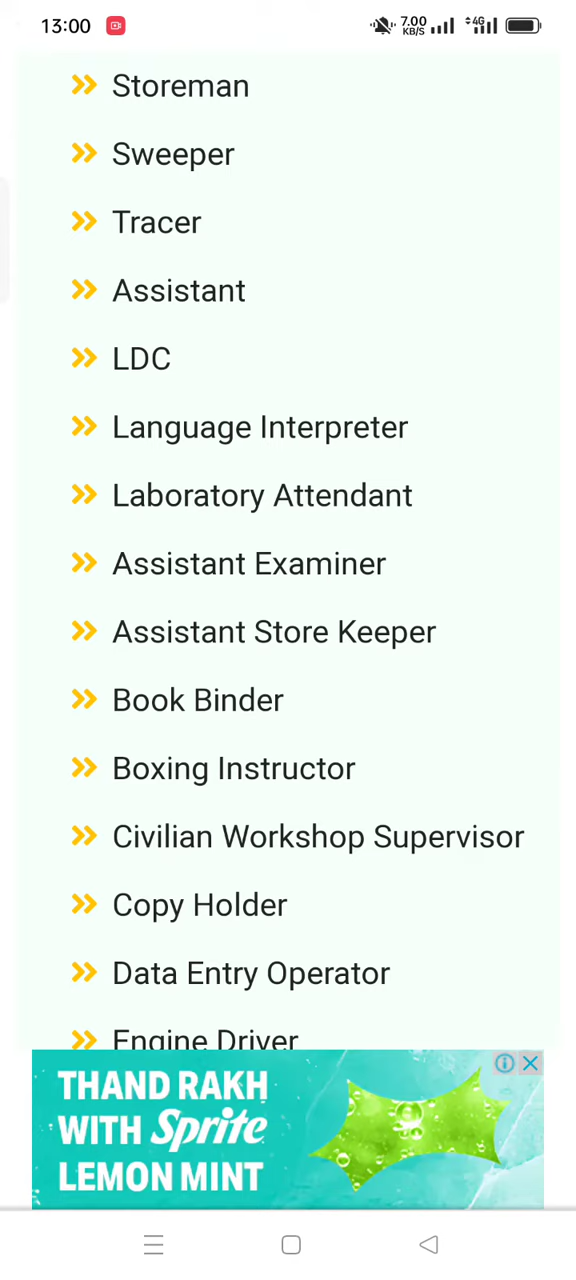 13:00
7.00
KB/S
4G
Storeman
Sweeper
Tracer
Assistant
LDC
Language Interpreter
Laboratory Attendant
Assistant Examiner
Assistant Store Keeper
Book Binder
Boxing Instructor
Civilian Workshop Supervisor
Copy Holder
Data Entry Operator
Engine Driver
THAND RAKH
WITH Sprite
LEMON MINT